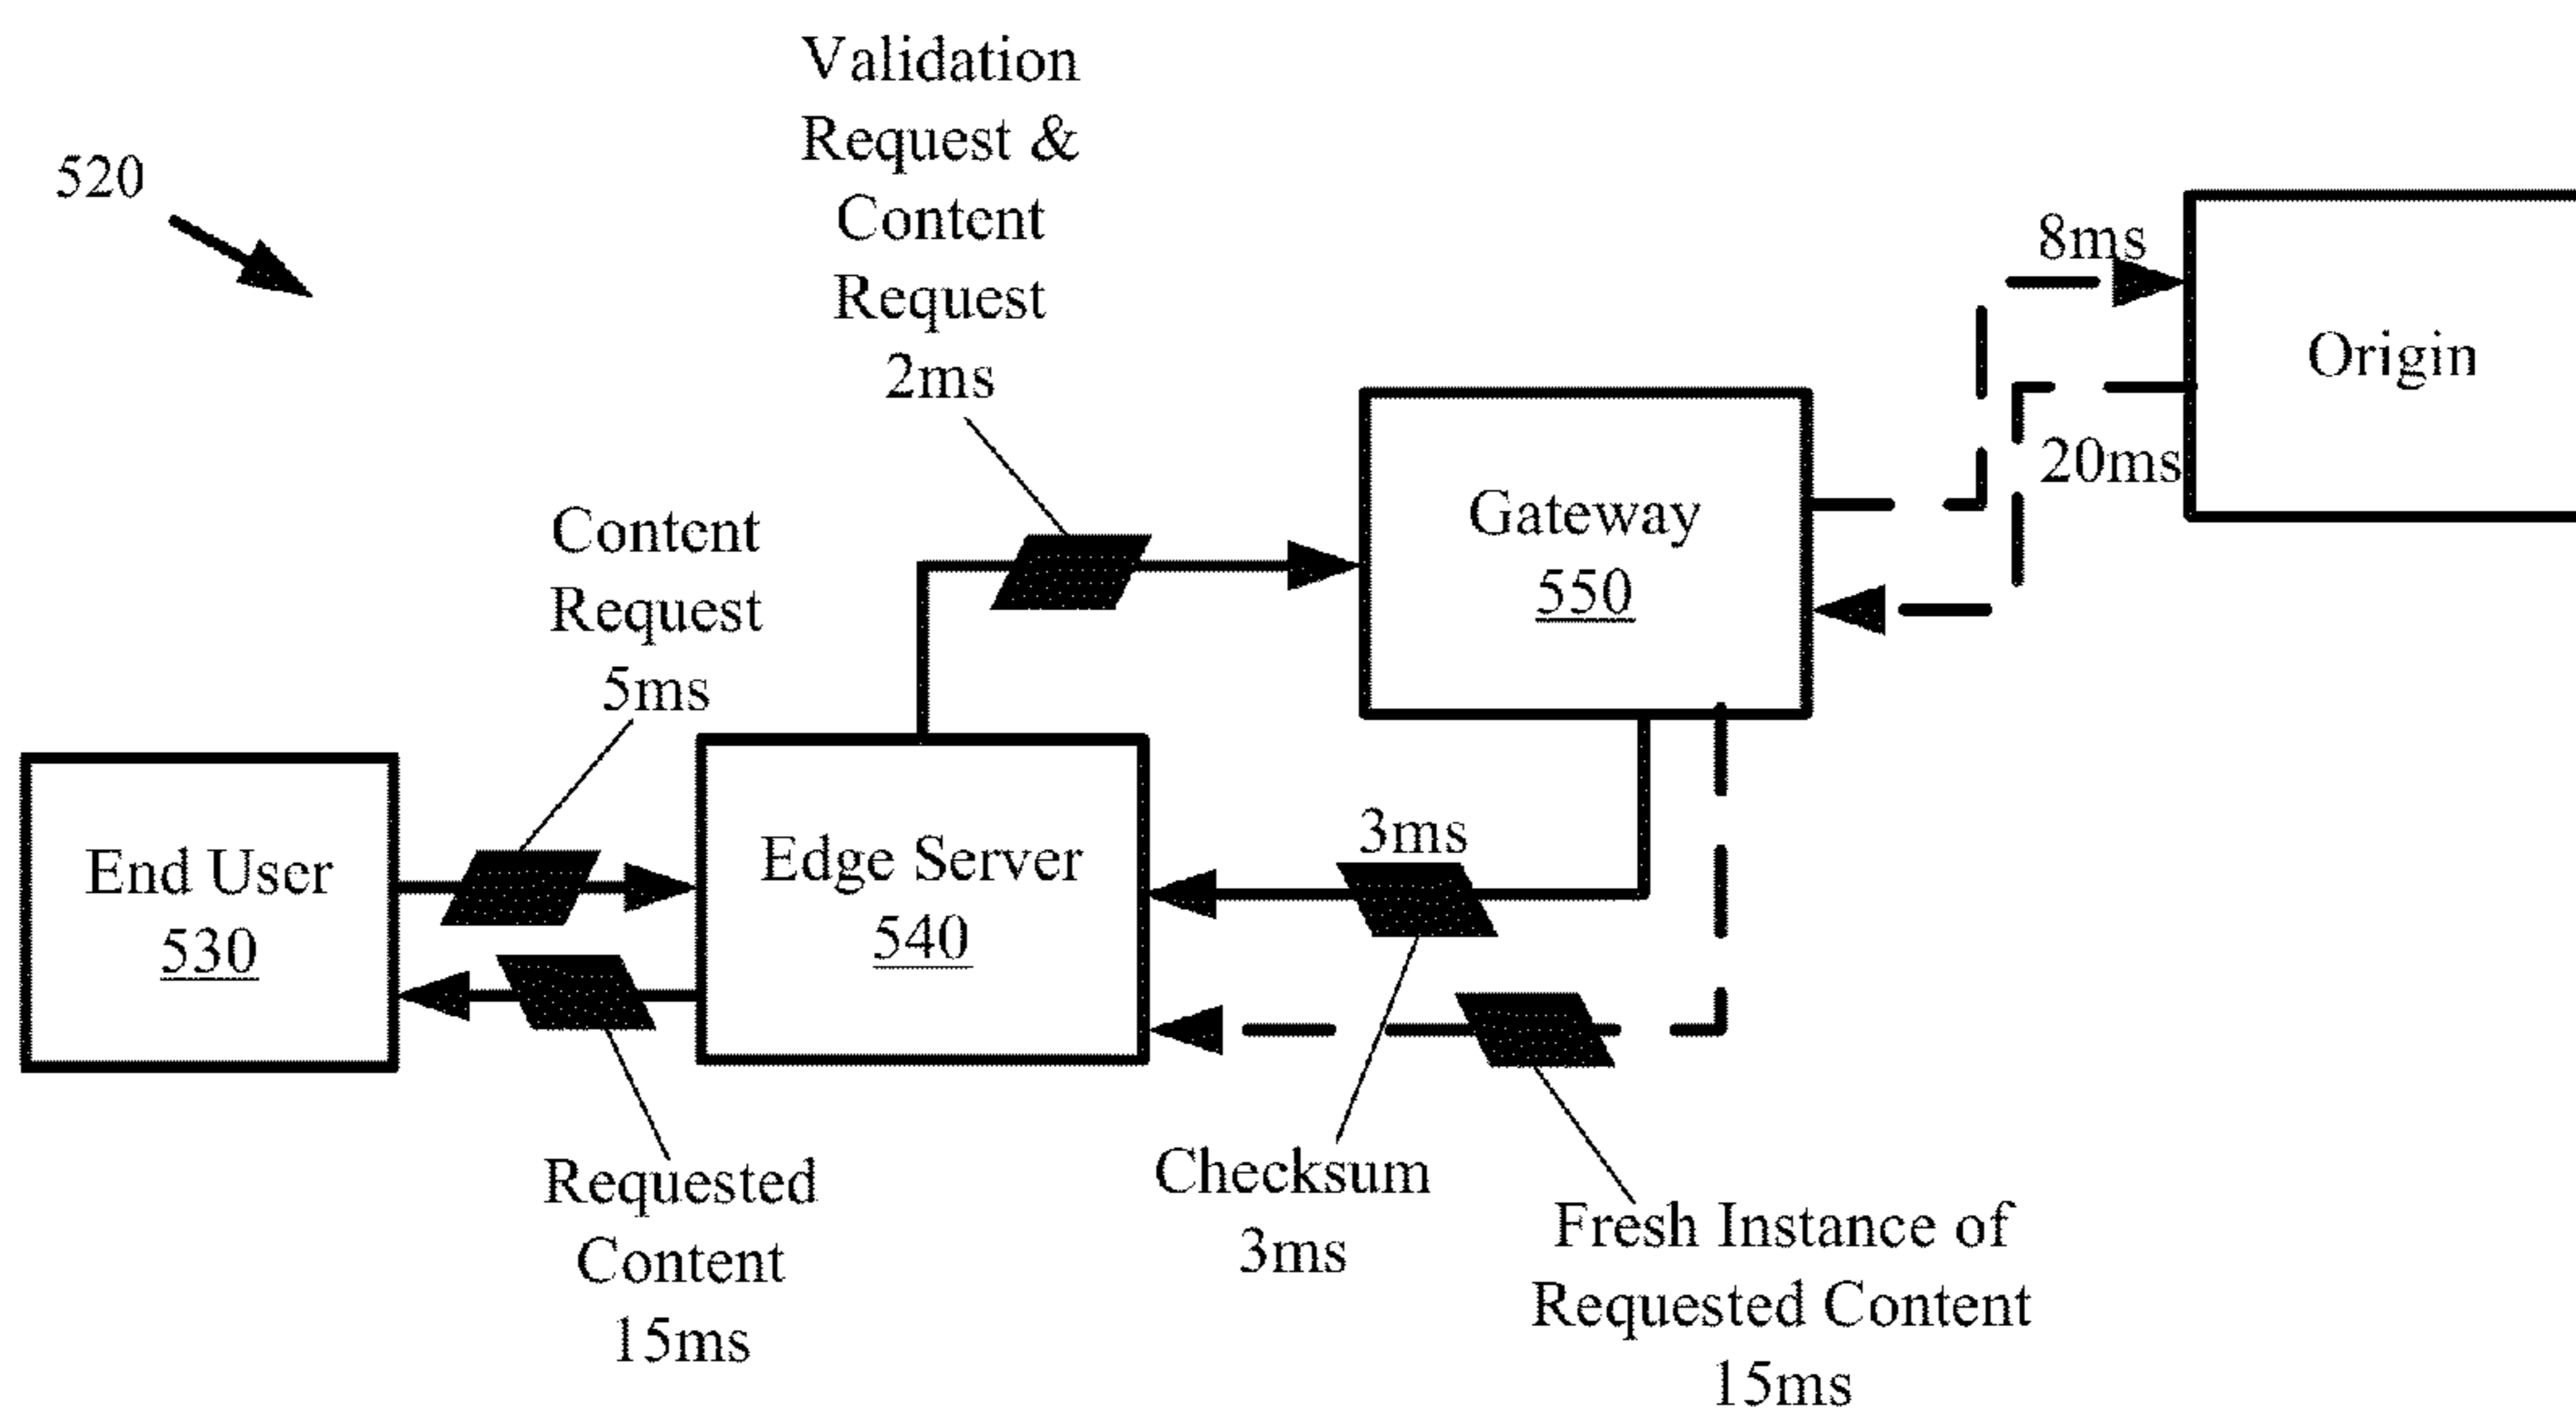 Validation
Request &
Content
Request
2ms
520
8ms
Origin
20ms
Gateway
550
Content
Request
5ms
End User
530
Edge Server
540
3ms
Requested
Content
15ms
Checksum
3ms
Fresh Instance of
Requested Content
15ms